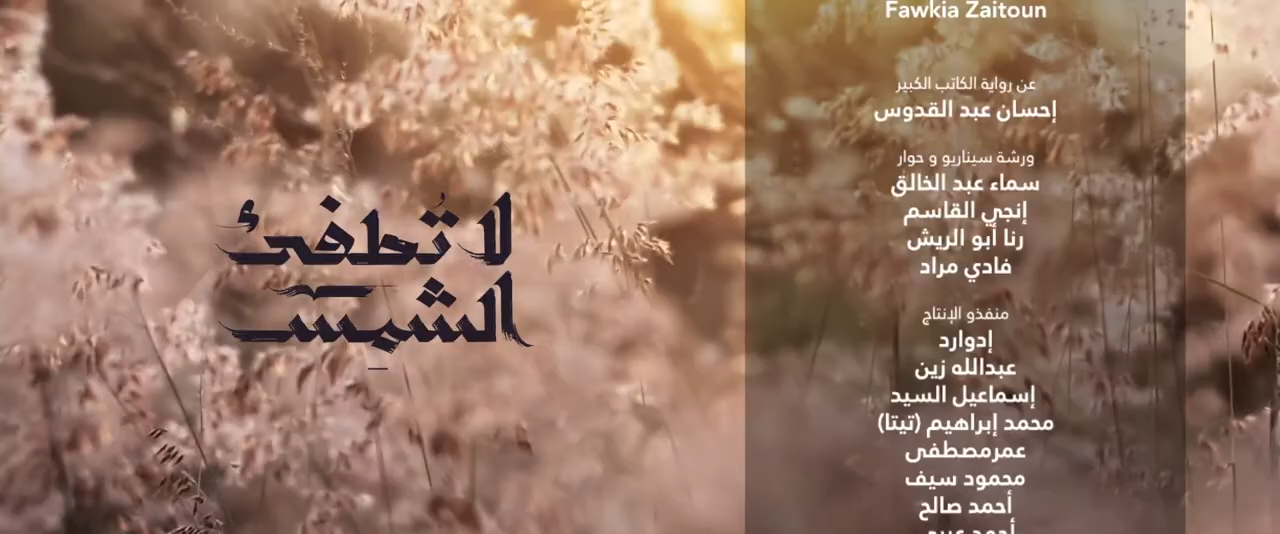 لا تُطفئ
الشمس
Fawkia Zaitoun
عن رواية الكاتب الكبير
إحسان عبد القدوس
ورشة سيناريو و حوار
سماء عبد الخالق
إنجي القاسم
رنا أبو الريش
فادي مراد
منفذو الإنتاج
إدوارد
عبدالله زين
إسماعيل السيد
محمد إبراهيم (تيتا)
عمرمصطفى
محمود سيف
أحمد صالح